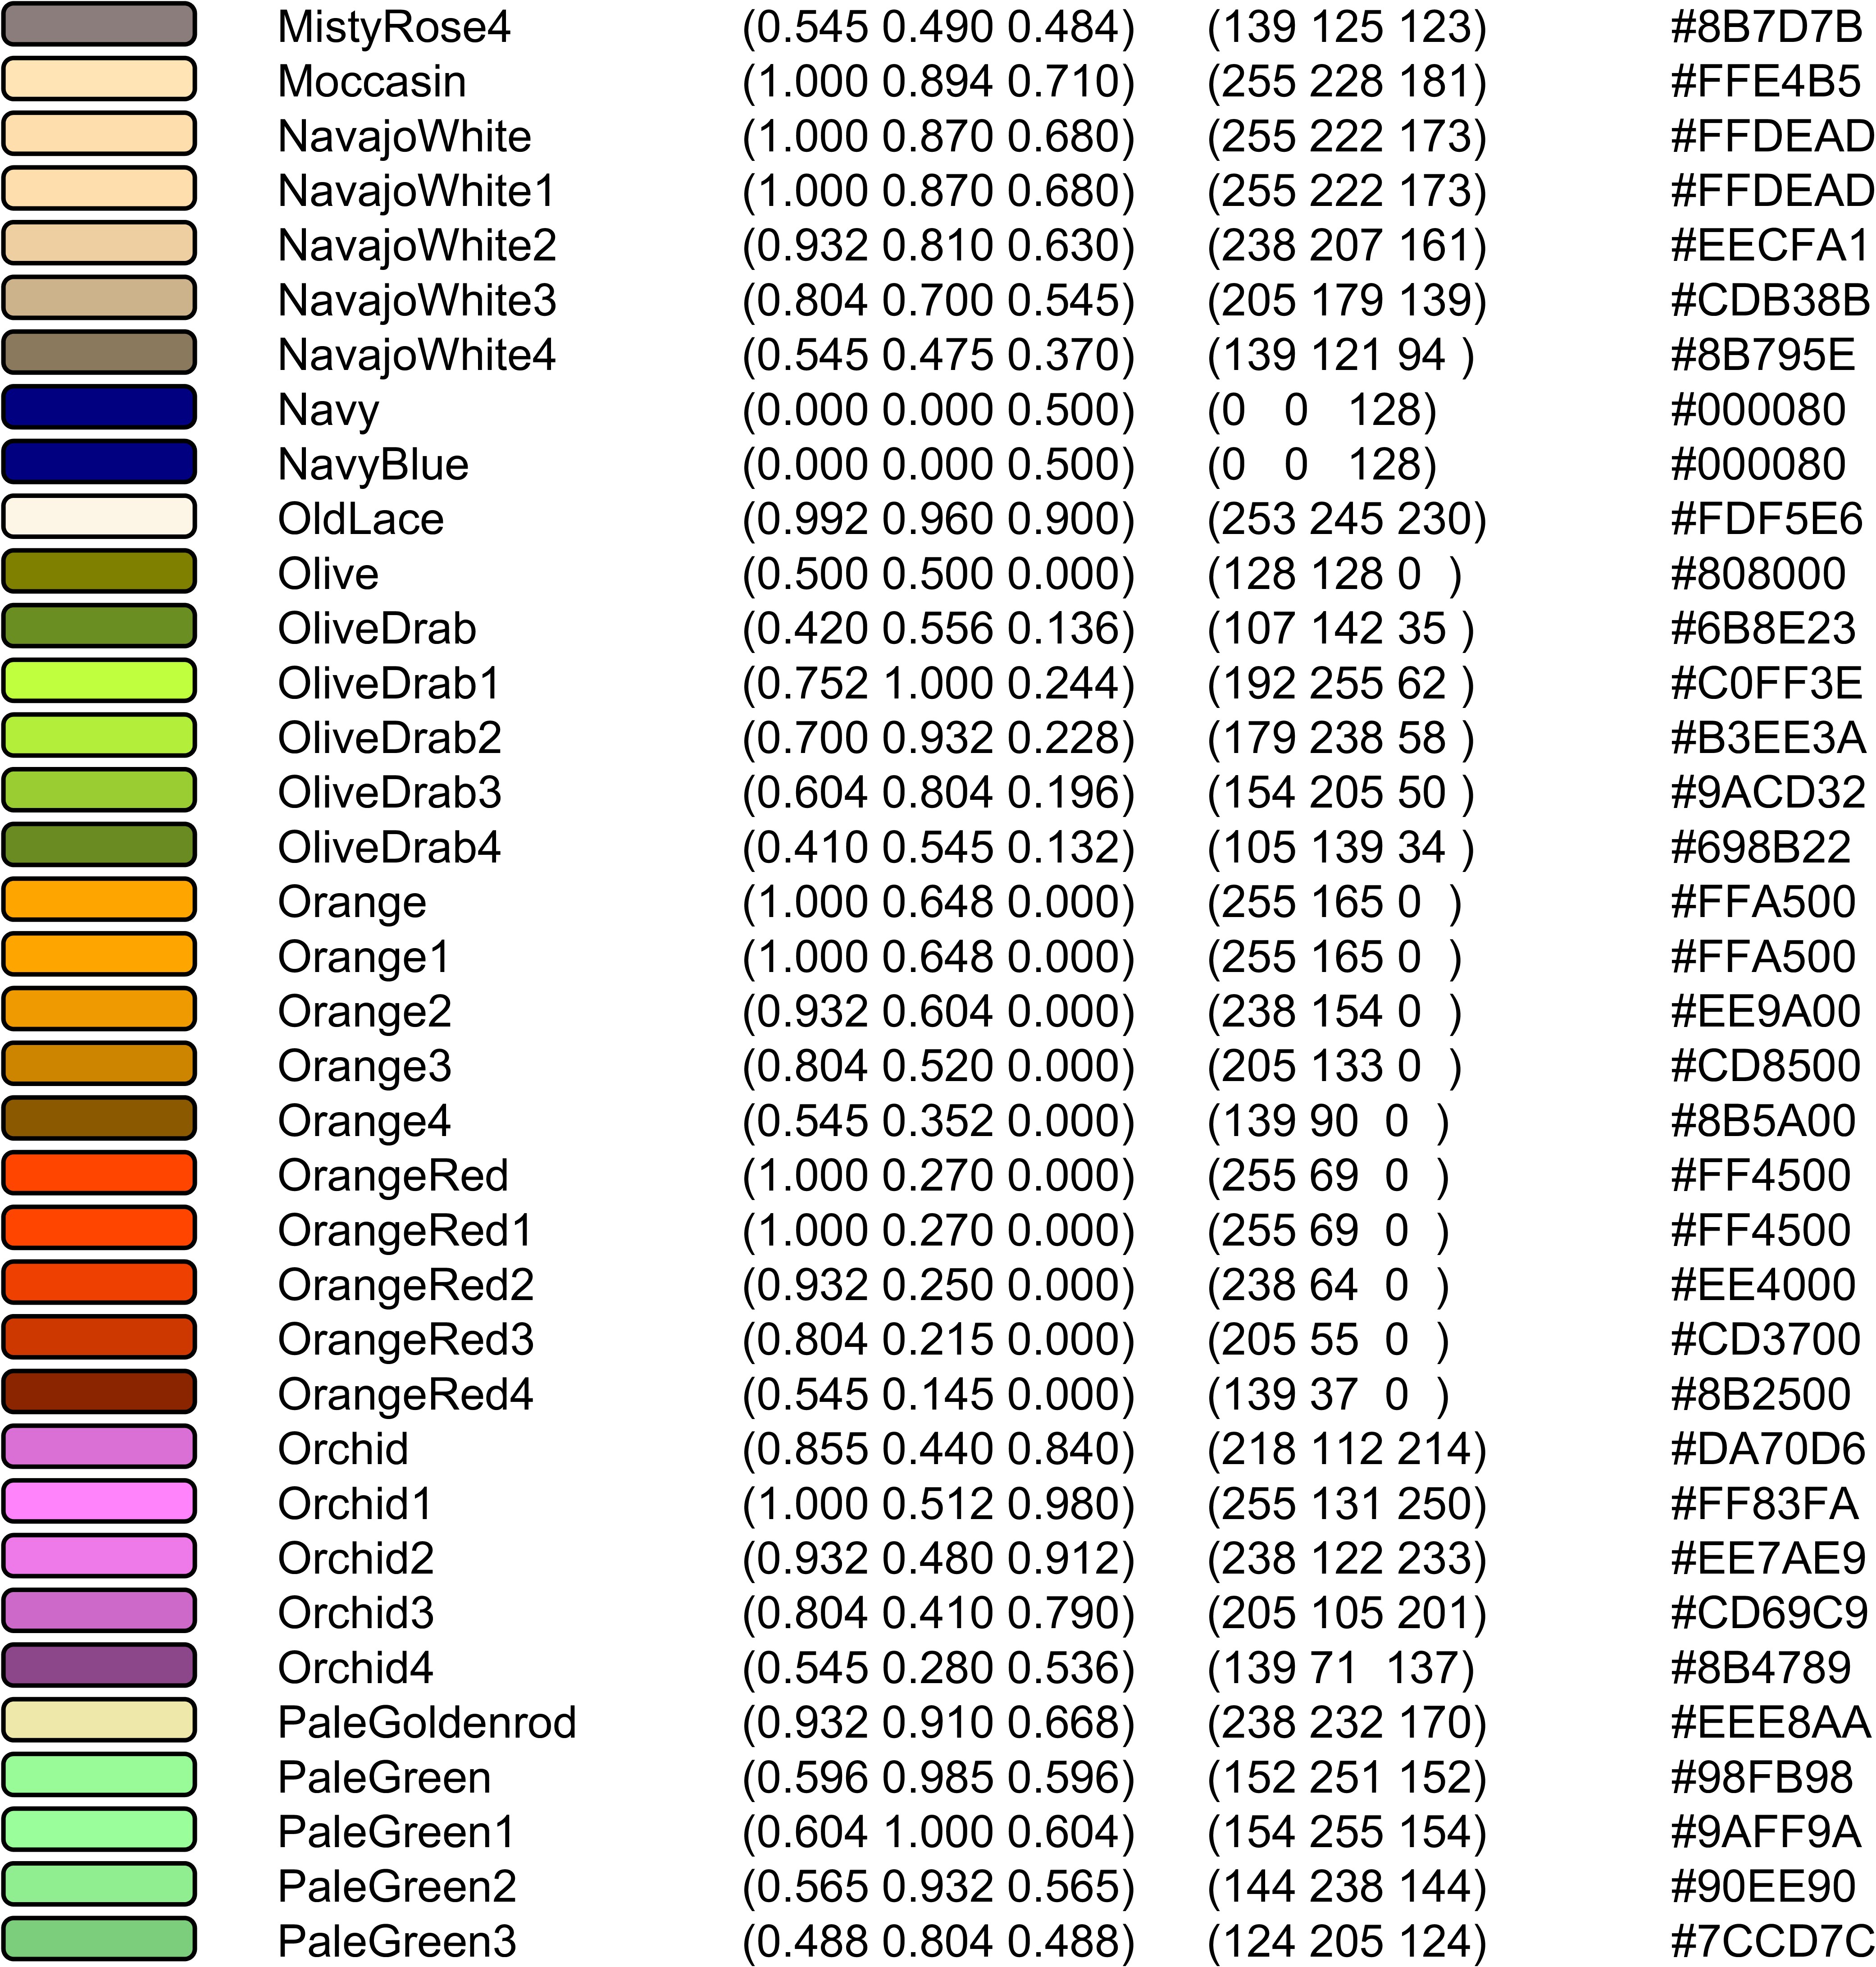 MistyRose4 (0.545 0.490 0.484) (139 125 123) #8B7D7B
Moccasin (1.000 0.894 0.710) (255 228 181) #FFE4B5
NavajoWhite (1.000 0.870 0.680) (255 222 173) #FFDEAD
NavajoWhite1 (1.000 0.870 0.680) (255 222 173) #FFDEAD
NavajoWhite2 (0.932 0.810 0.630) (238 207 161) #EECFA1
NavajoWhite3 (0.804 0.700 0.545) (205 179 139) #CDB38B
NavajoWhite4 (0.545 0.475 0.370) (139 121 94 ) #8B795E
Navy (0.000 0.000 0.500) (0 0 128) #000080
NavyBlue (0.000 0.000 0.500) (0 0 128) #000080
OldLace (0.992 0.960 0.900) (253 245 230) #FDF5E6
Olive (0.500 0.500 0.000) (128 128 0 ) #808000
OliveDrab (0.420 0.556 0.136) (107 142 35 ) #6B8E23
OliveDrab1 (0.752 1.000 0.244) (192 255 62 ) #C0FF3E
OliveDrab2 (0.700 0.932 0.228) (179 238 58 ) #B3EE3A
OliveDrab3 (0.604 0.804 0.196) (154 205 50 ) #9ACD32
OliveDrab4 (0.410 0.545 0.132) (105 139 34 ) #698B22
Orange (1.000 0.648 0.000) (255 165 0 ) #FFA500
Orange1 (1.000 0.648 0.000) (255 165 0 ) #FFA500
Orange2 (0.932 0.604 0.000) (238 154 0 ) #EE9A00
Orange3 (0.804 0.520 0.000) (205 133 0 ) #CD8500
Orange4 (0.545 0.352 0.000) (139 90 0 ) #8B5A00
OrangeRed (1.000 0.270 0.000) (255 69 0 ) #FF4500
OrangeRed1 (1.000 0.270 0.000) (255 69 0 ) #FF4500
OrangeRed2 (0.932 0.250 0.000) (238 64 0 ) #EE4000
OrangeRed3 (0.804 0.215 0.000) (205 55 0 ) #CD3700
OrangeRed4 (0.545 0.145 0.000) (139 37 0 ) #8B2500
Orchid (0.855 0.440 0.840) (218 112 214) #DA70D6
Orchid1 (1.000 0.512 0.980) (255 131 250) #FF83FA
Orchid2 (0.932 0.480 0.912) (238 122 233) #EE7AE9
Orchid3 (0.804 0.410 0.790) (205 105 201) #CD69C9
Orchid4 (0.545 0.280 0.536) (139 71 137) #8B4789
PaleGoldenrod (0.932 0.910 0.668) (238 232 170) #EEE8AA
PaleGreen (0.596 0.985 0.596) (152 251 152) #98FB98
PaleGreen1 (0.604 1.000 0.604) (154 255 154) #9AFF9A
PaleGreen2 (0.565 0.932 0.565) (144 238 144) #90EE90
PaleGreen3 (0.488 0.804 0.488) (124 205 124) #7CCD7C